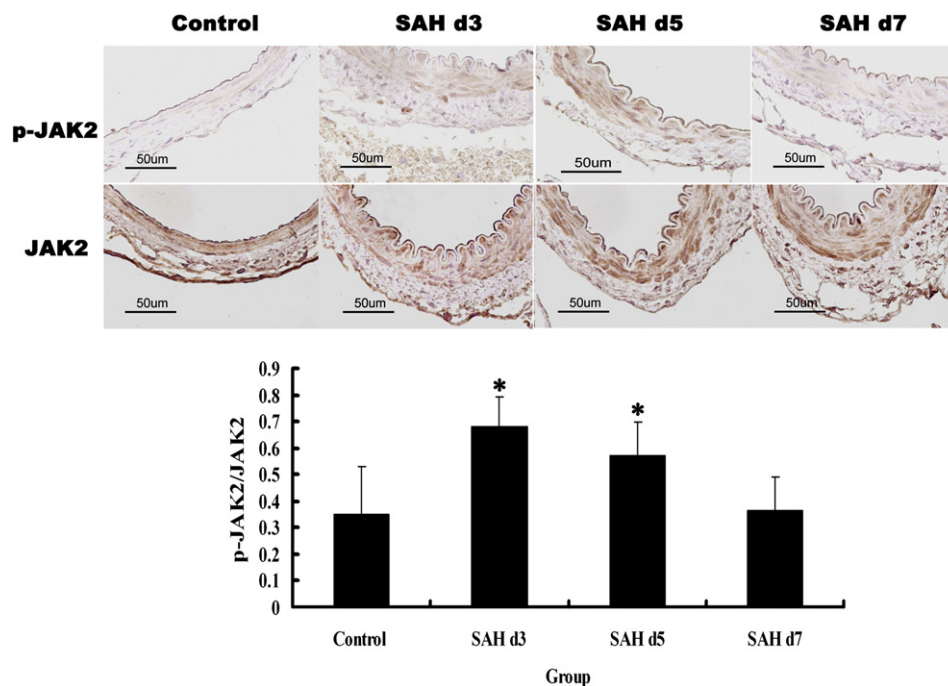 Control SAH d3 SAH d5 SAH d7
p-JAK2
50um 50um 50um 50um
JAK2
50um 50um 50um 50um
p-JAK2/JAK2
0.9
0.8
0.7
0.6
0.5
0.4
0.3
0.2
0.1
0
* *
Control SAH d3 SAH d5 SAH d7
Group